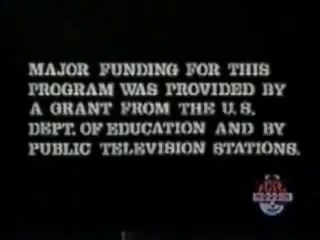 MAJOR FUNDING FOR THIS
PROGRAM WAS PROVIDED BY
A GRANT FROM THE U.S.
DEPT. OF EDUCATION AND BY
PUBLIC TELEVISION STATIONS.